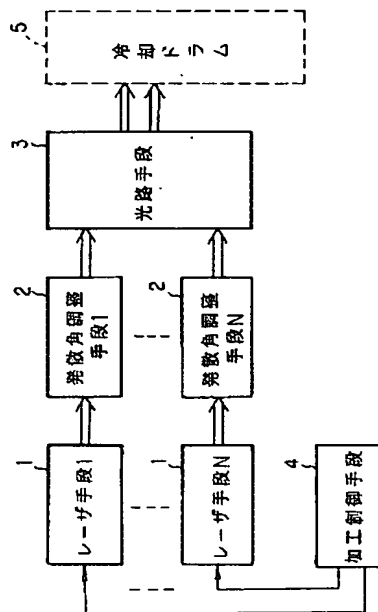 1
レーザ手段1
2
発散角調整
手段1
3
光路手段
5
冷却ドラム
1
レーザ手段N
2
発散角調整
手段N
4
加工制御手段